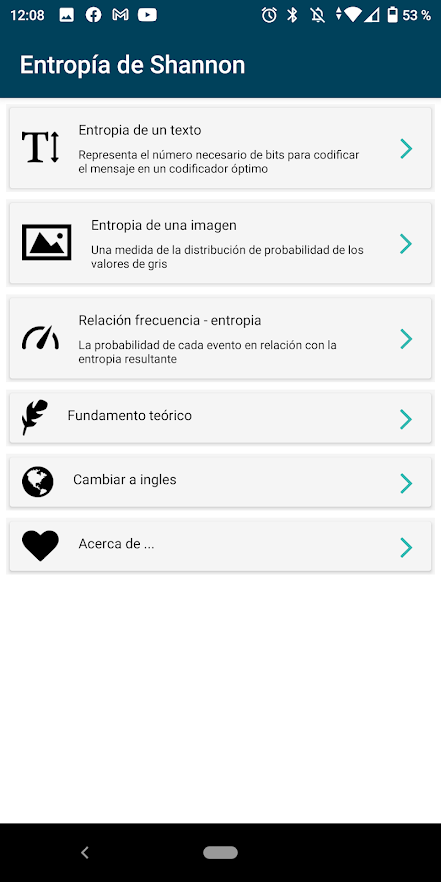 12:08
53 %
Entropía de Shannon
Entropia de un texto
Representa el número necesario de bits para codificar
el mensaje en un codificador óptimo
Entropia de una imagen
Una medida de la distribución de probabilidad de los
valores de gris
Relación frecuencia - entropia
La probabilidad de cada evento en relación con la
entropia resultante
Fundamento teórico
Cambiar a ingles
Acerca de ...